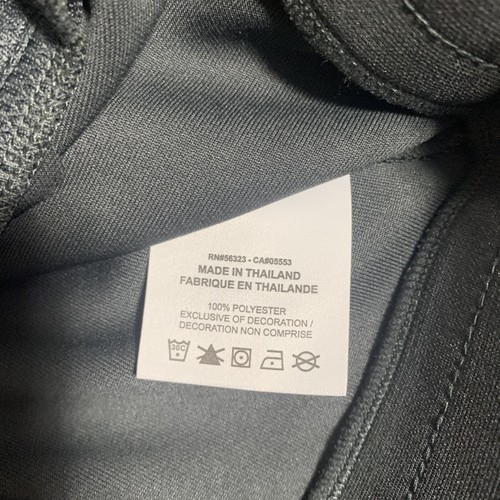 RN#56323 - CA#05553
MADE IN THAILAND
FABRIQUE EN THAILANDE
100% POLYESTER
EXCLUSIVE OF DECORATION /
DECORATION NON COMPRISE
30C